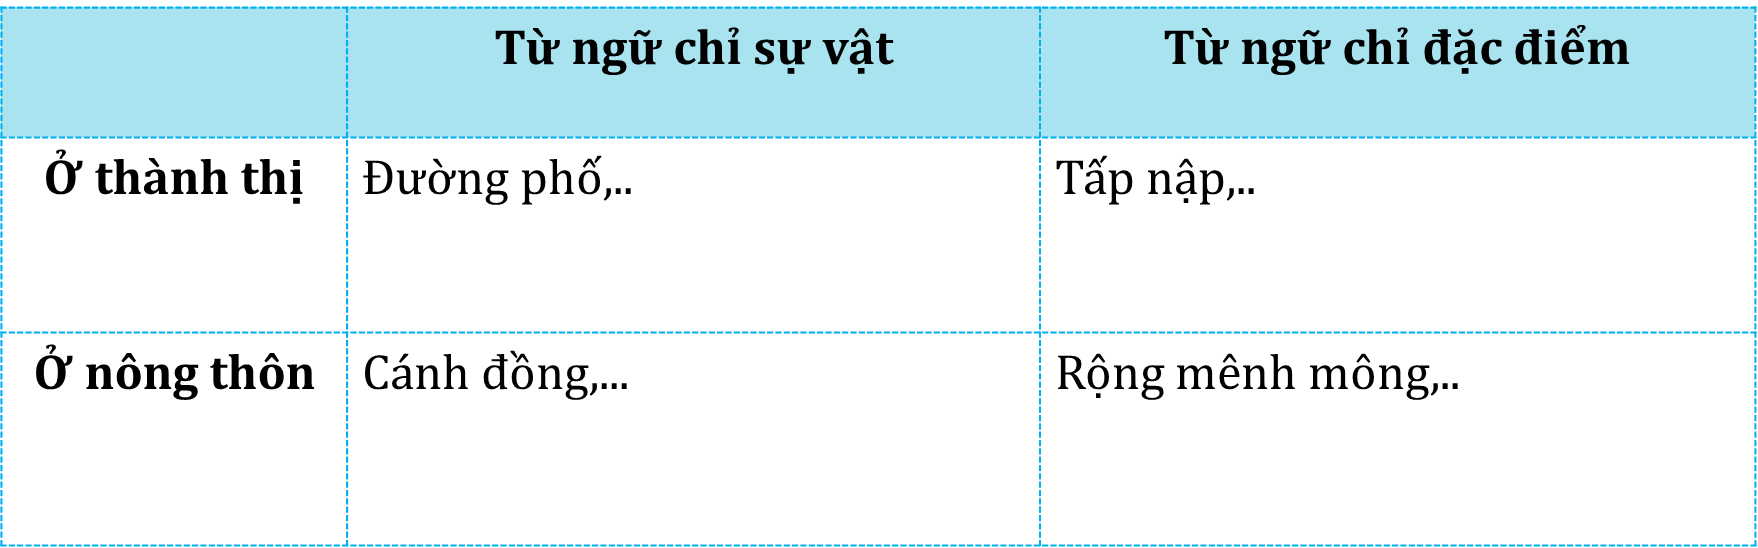 Từ ngữ chỉ sự vật
Từ ngữ chỉ đặc điểm
Ở thành thị
Đường phố,..
Tấp nập,..
Ở nông thôn
Cánh đồng,...
Rộng mênh mông,..